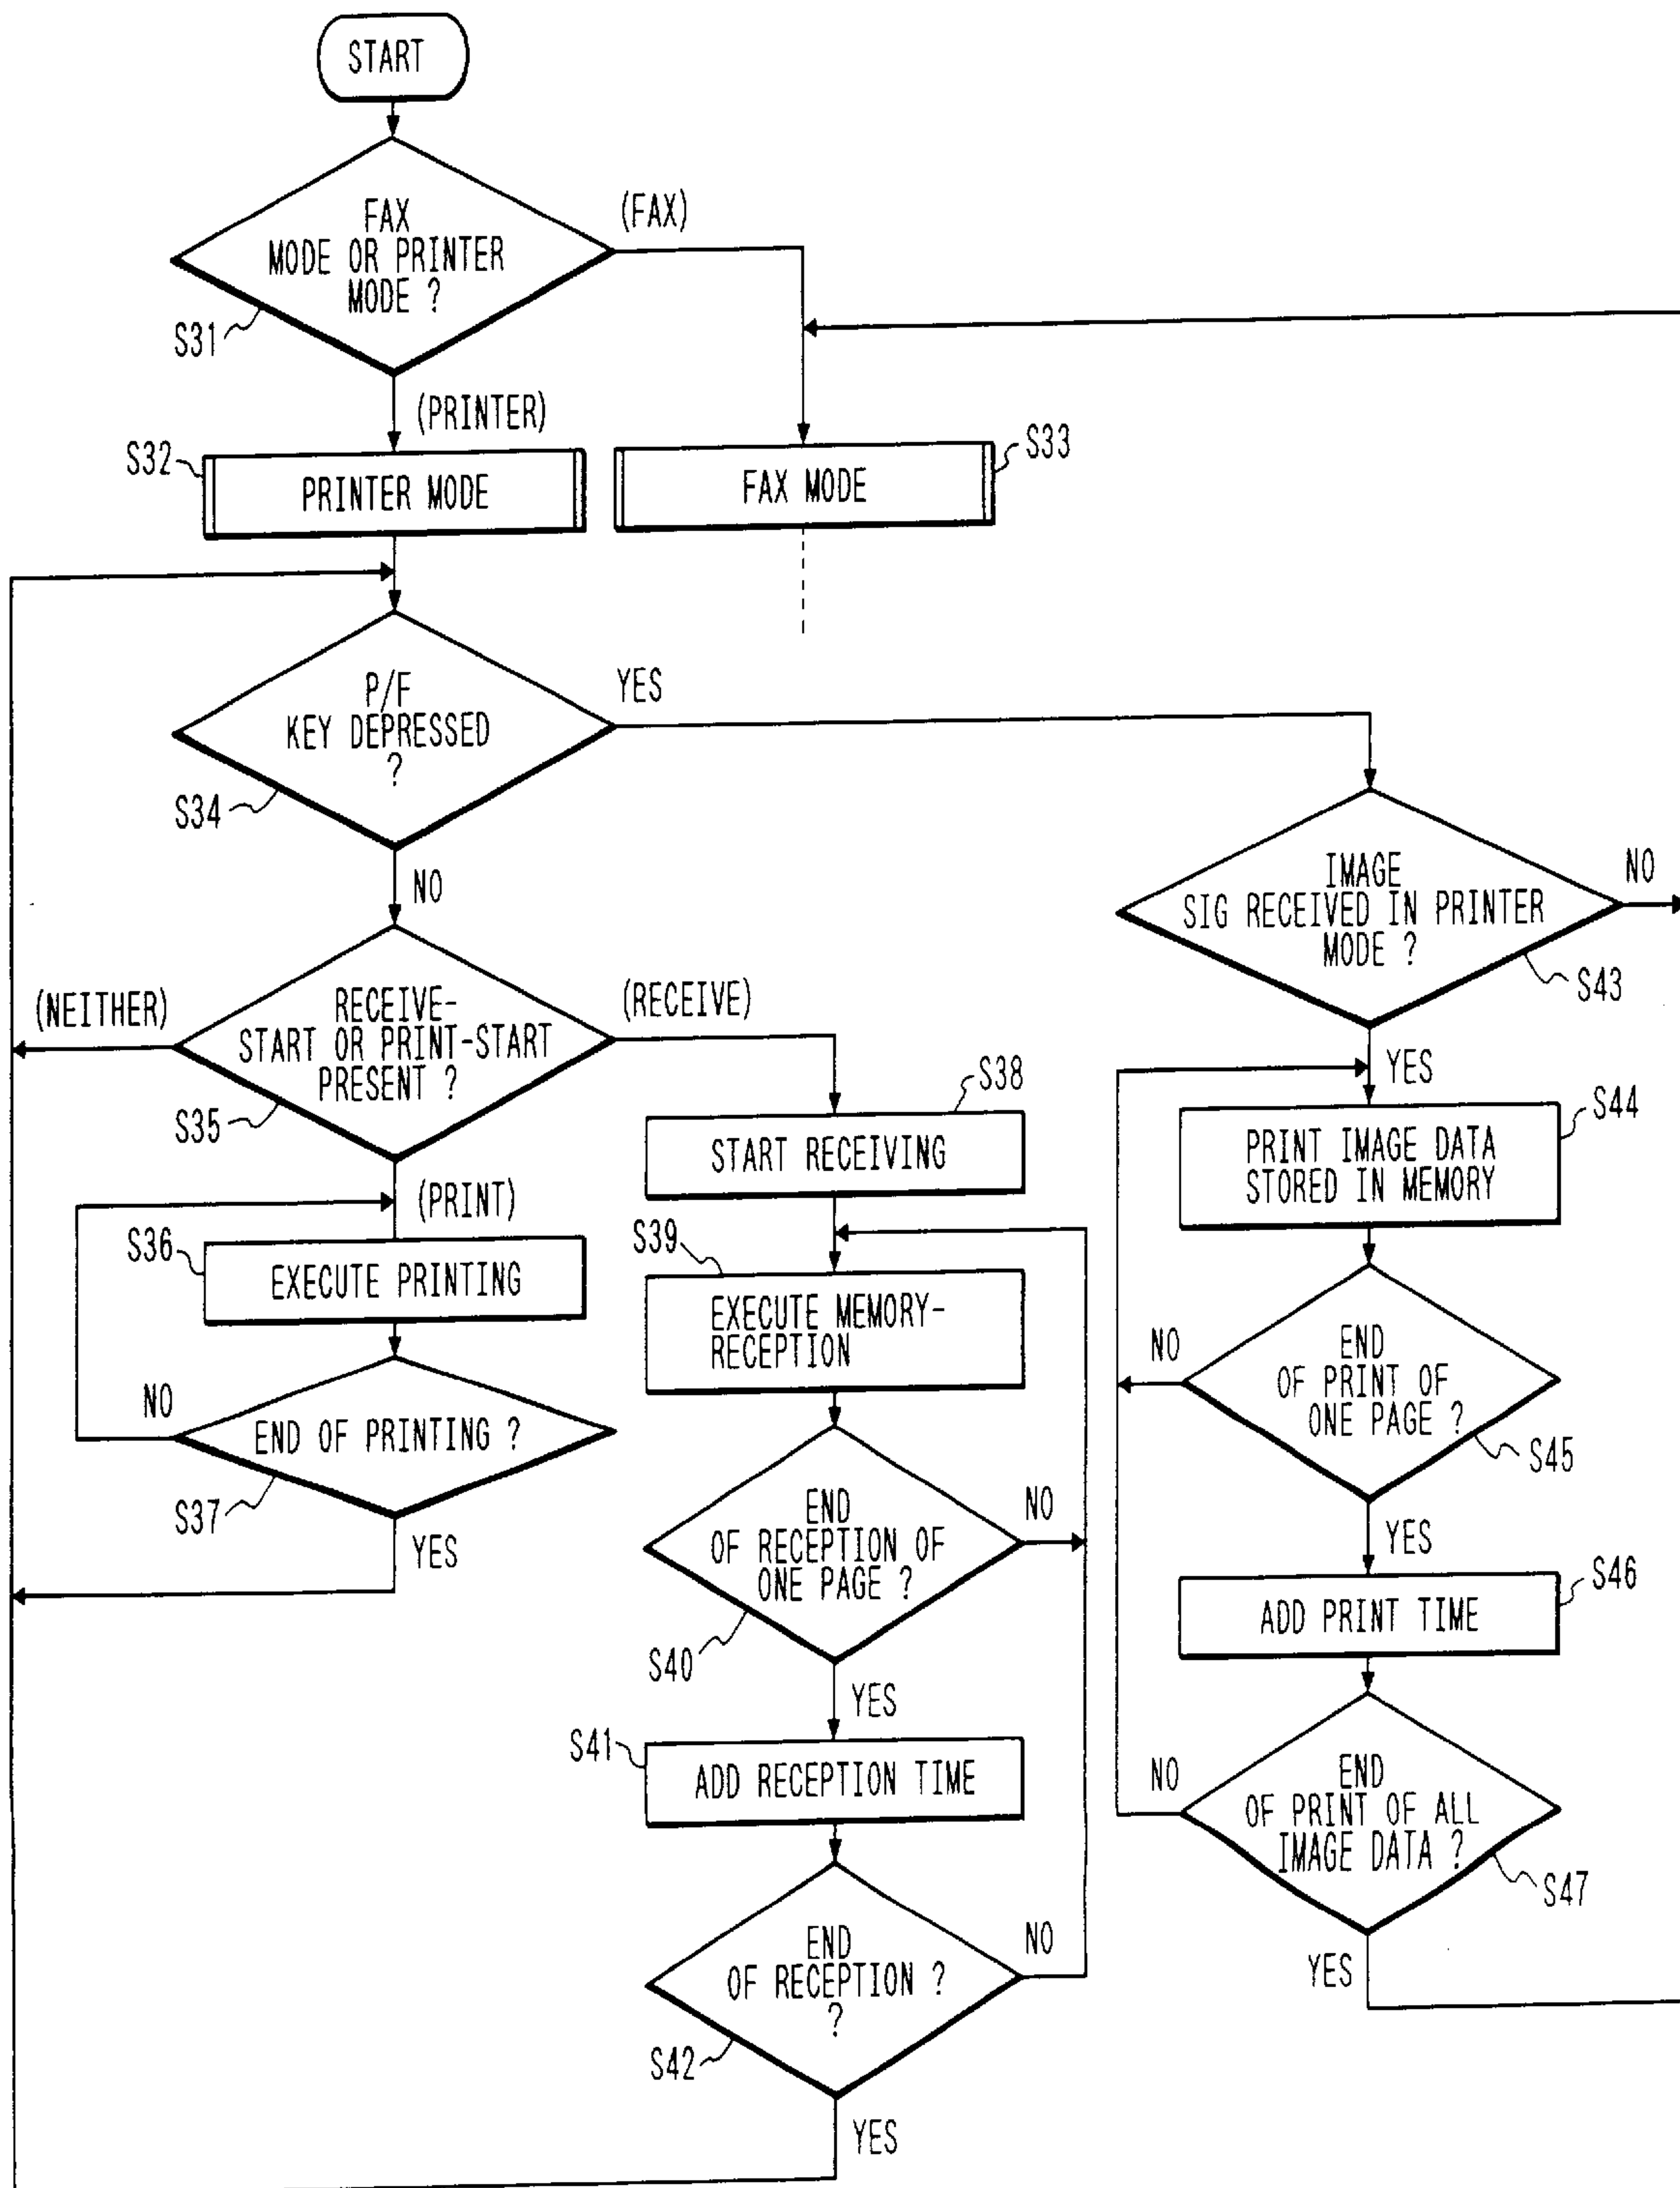 START
FAX
MODE OR PRINTER
MODE ?
S31
(FAX)
(PRINTER)
S32
PRINTER MODE
FAX MODE
S33
P/F
KEY DEPRESSED
?
S34
YES
NO
RECEIVE-
START OR PRINT-START
PRESENT ?
S35
(NEITHER)
(RECEIVE)
(PRINT)
S36
EXECUTE PRINTING
END OF PRINTING ?
S37
NO
YES
S38
START RECEIVING
S39
EXECUTE MEMORY-
RECEPTION
END
OF RECEPTION OF
ONE PAGE ?
S40
NO
YES
S41
ADD RECEPTION TIME
END
OF RECEPTION ?
?
S42
NO
YES
IMAGE
SIG RECEIVED IN PRINTER
MODE ?
S43
NO
YES
S44
PRINT IMAGE DATA
STORED IN MEMORY
END
OF PRINT OF
ONE PAGE ?
S45
NO
YES
S46
ADD PRINT TIME
END
OF PRINT OF ALL
IMAGE DATA ?
S47
NO
YES